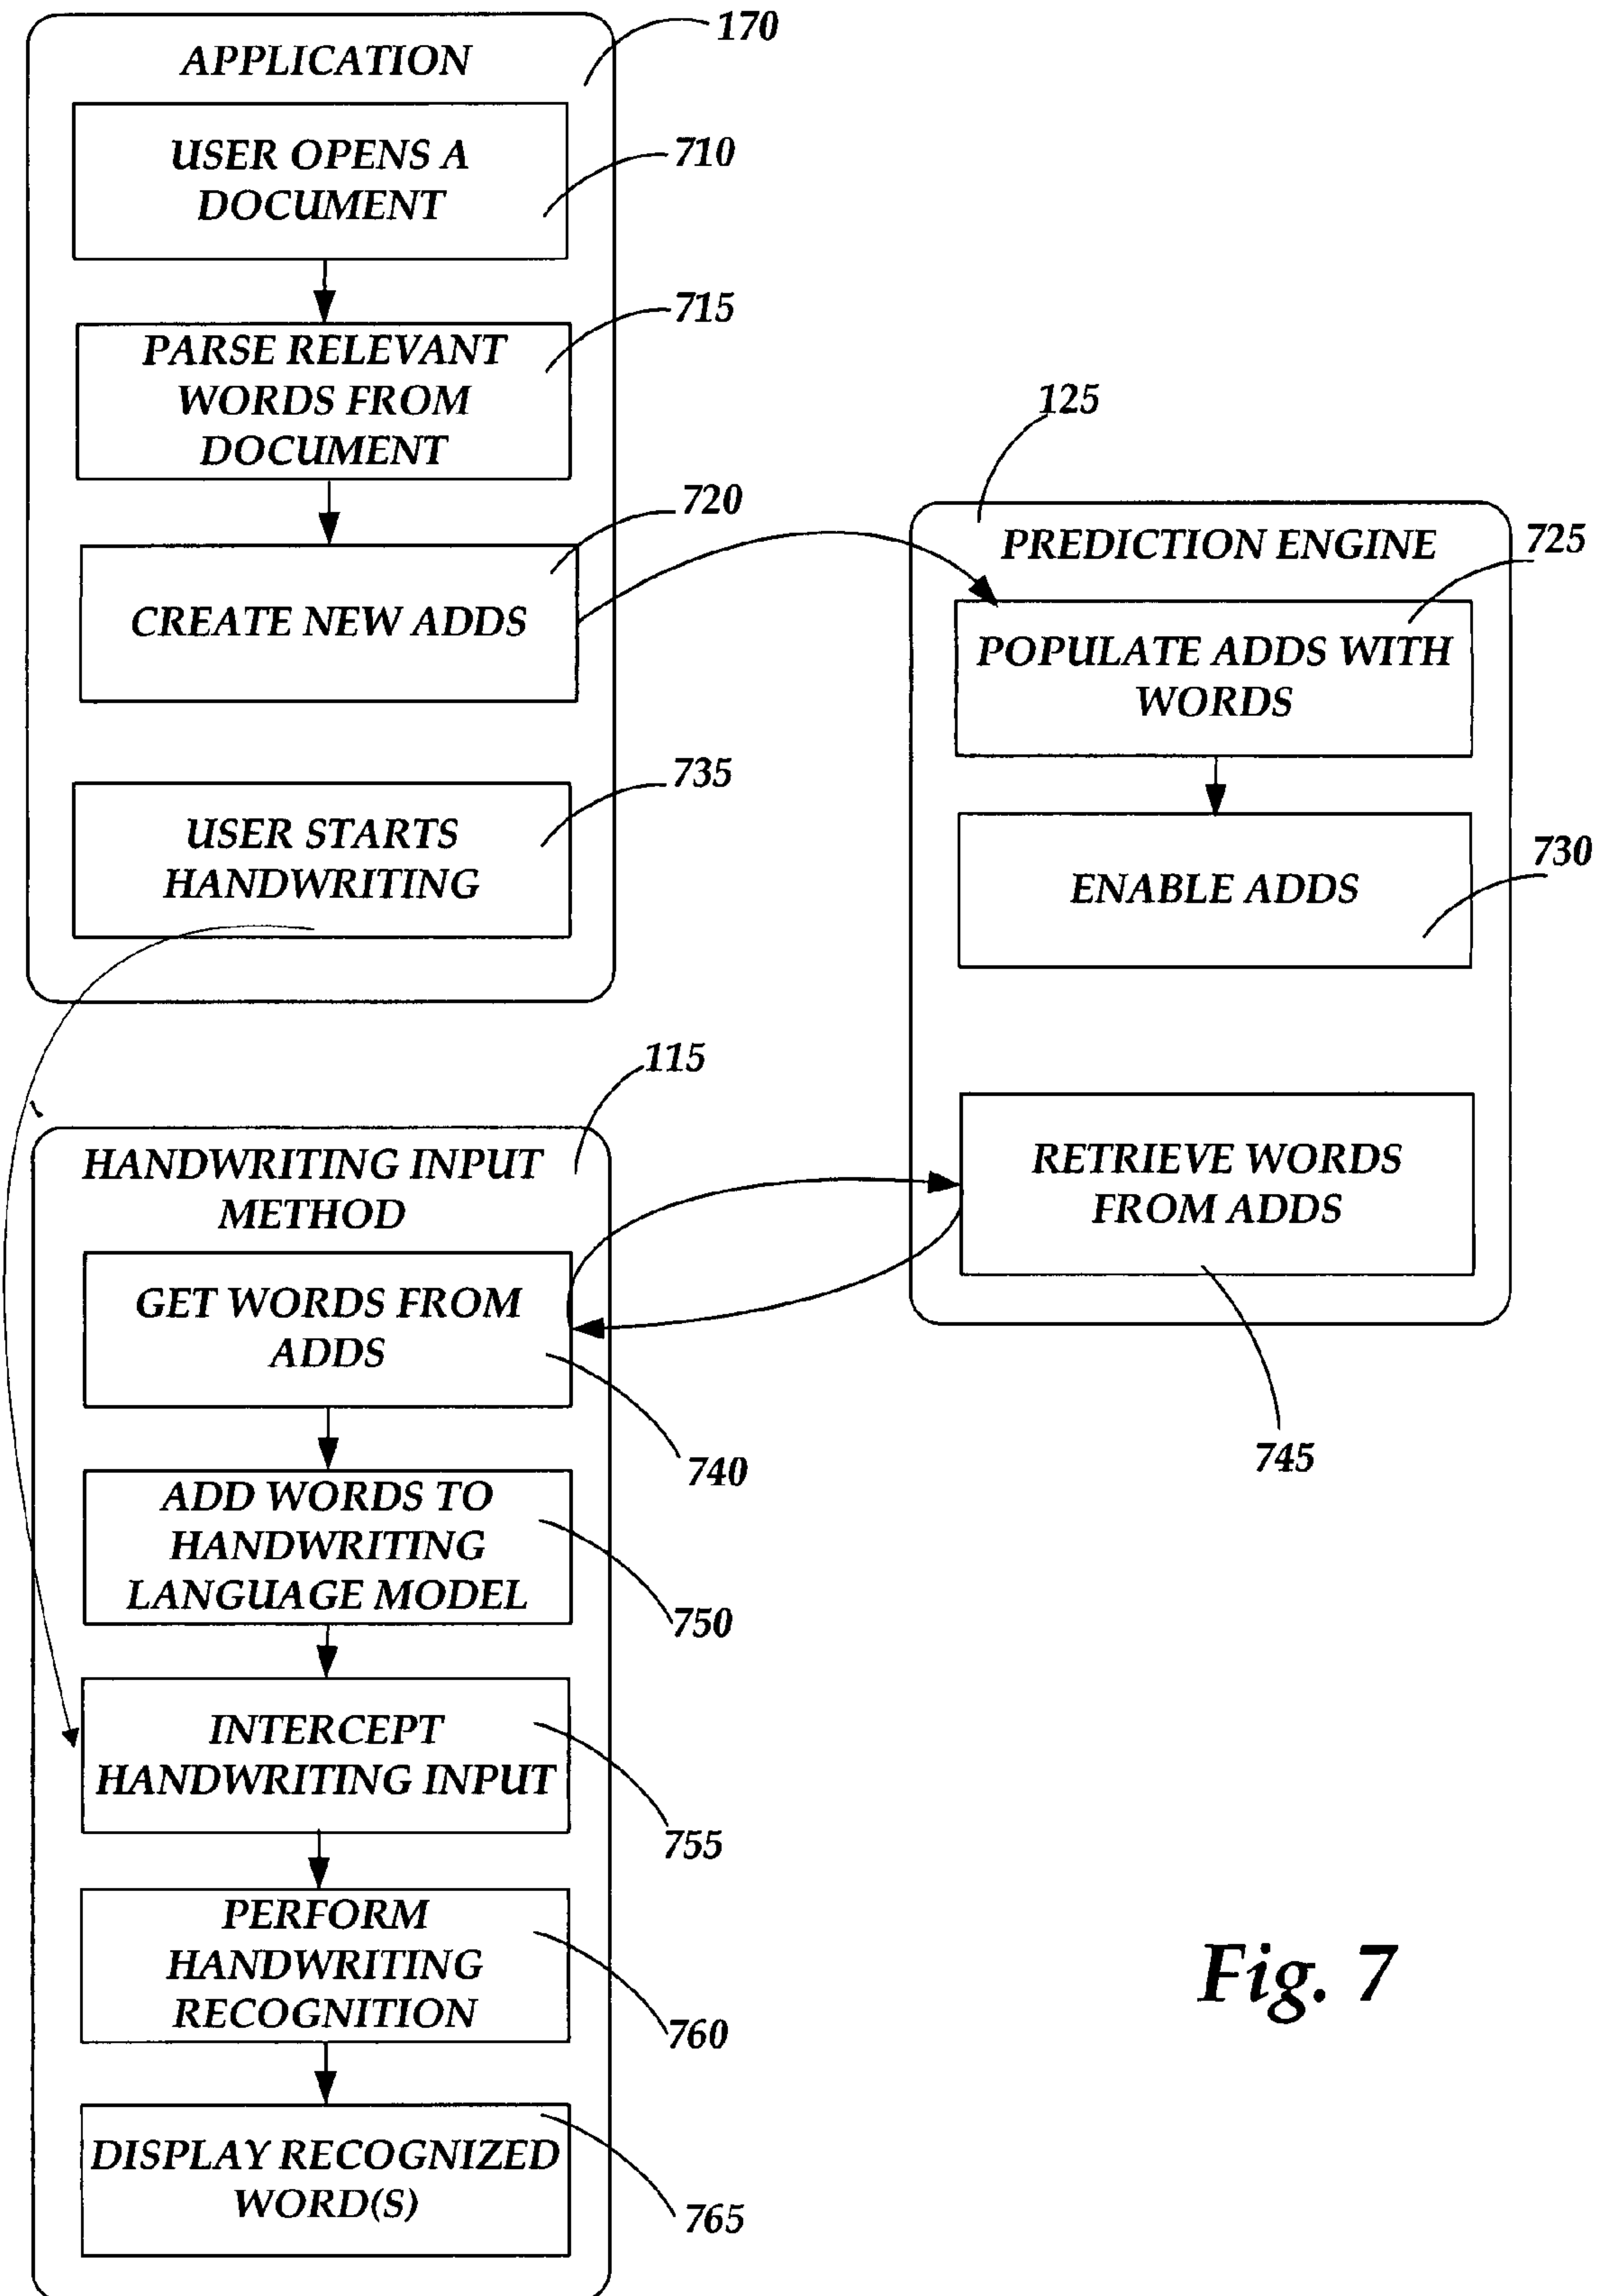 APPLICATION
170
USER OPENS A
DOCUMENT
710
PARSE RELEVANT
WORDS FROM
DOCUMENT
715
CREATE NEW ADDS
720
USER STARTS
HANDWRITING
735
125
PREDICTION ENGINE
POPULATE ADDS WITH
WORDS
725
ENABLE ADDS
730
RETRIEVE WORDS
FROM ADDS
745
115
HANDWRITING INPUT
METHOD
GET WORDS FROM
ADDS
740
ADD WORDS TO
HANDWRITING
LANGUAGE MODEL
750
INTERCEPT
HANDWRITING INPUT
755
PERFORM
HANDWRITING
RECOGNITION
760
DISPLAY RECOGNIZED
WORD(S)
765
Fig. 7